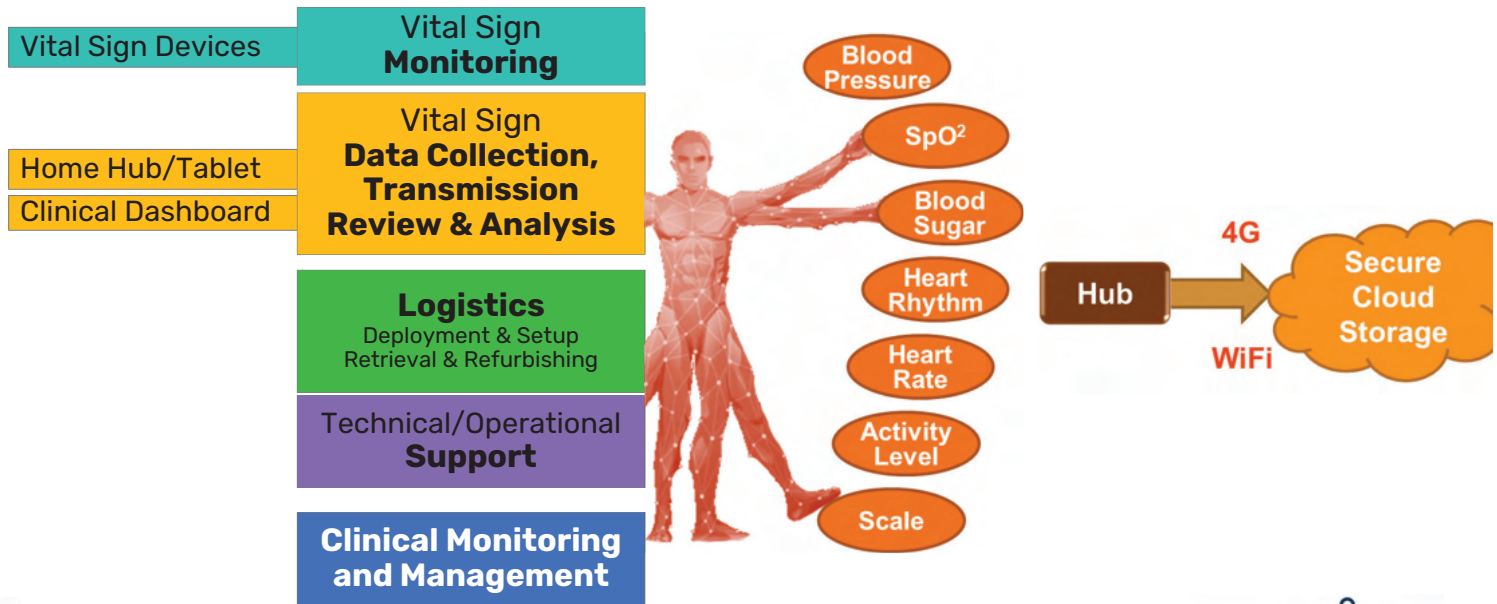 Vital Sign Devices
Vital Sign
Monitoring
Home Hub/Tablet
Clinical Dashboard
Vital Sign
Data Collection,
Transmission
Review & Analysis
Logistics
Deployment & Setup
Retrieval & Refurbishing
Technical/Operational
Support
Clinical Monitoring
and Management
Blood
Pressure
SpO²
Blood
Sugar
Heart
Rhythm
Heart
Rate
Activity
Level
Scale
Hub
4G
WiFi
Secure
Cloud
Storage